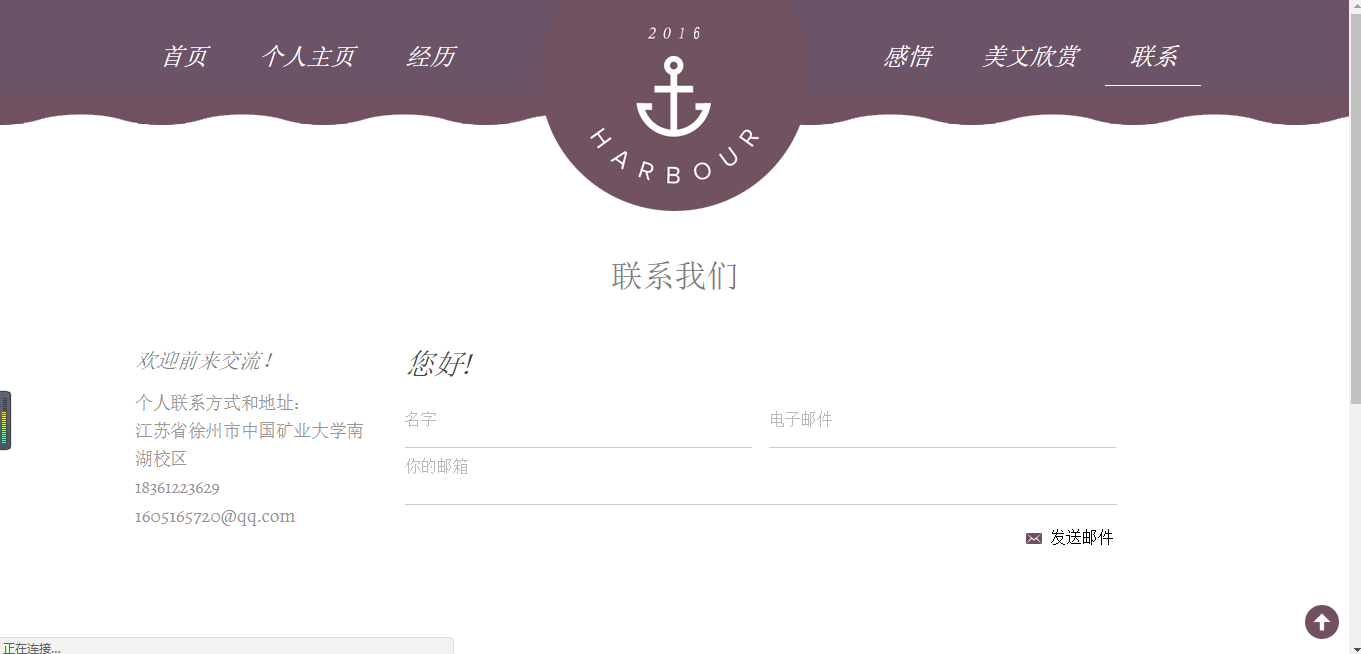 首页 个人主页 经历 2016 感悟 美文欣赏 联系
HARBOUR
联系我们
欢迎前来交流！
个人联系方式和地址：
江苏省徐州市中国矿业大学南
湖校区
18361223629
1605165720@qq.com
您好!
名字 电子邮件
你的邮箱
发送邮件
正在连接...